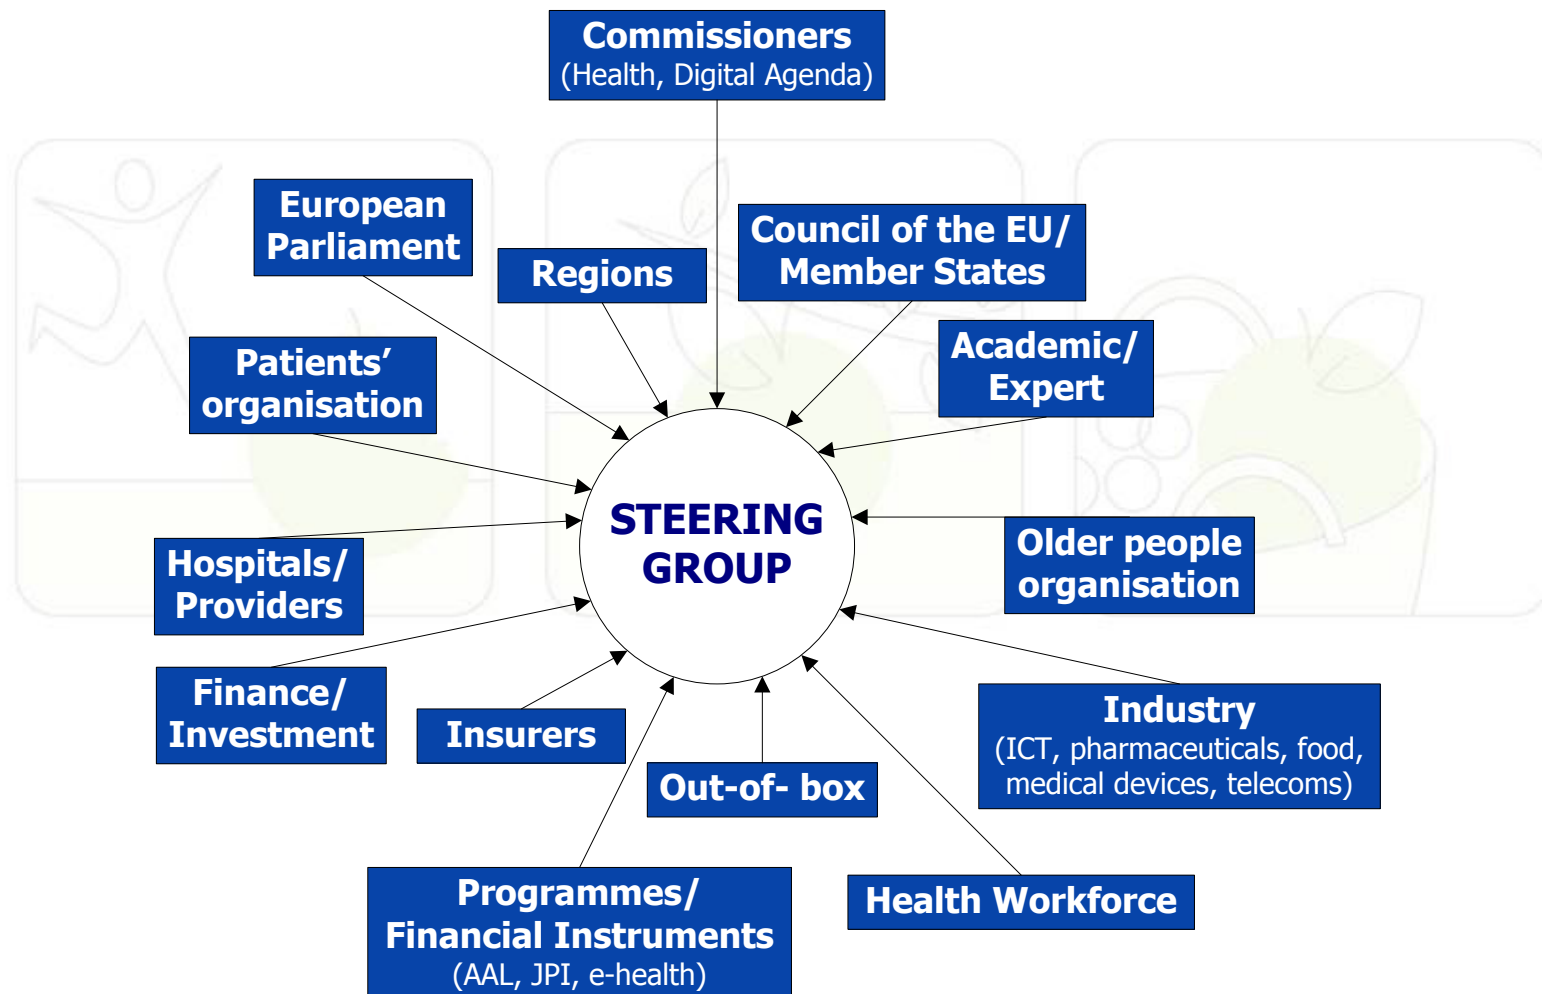 Commissioners
(Health, Digital Agenda)
European
Parliament
Regions
Council of the EU/
Member States
Academic/
Expert
Patients’
organisation
STEERING
GROUP
Older people
organisation
Hospitals/
Providers
Finance/
Investment
Insurers
Out-of- box
Industry
(ICT, pharmaceuticals, food,
medical devices, telecoms)
Programmes/
Financial Instruments
(AAL, JPI, e-health)
Health Workforce